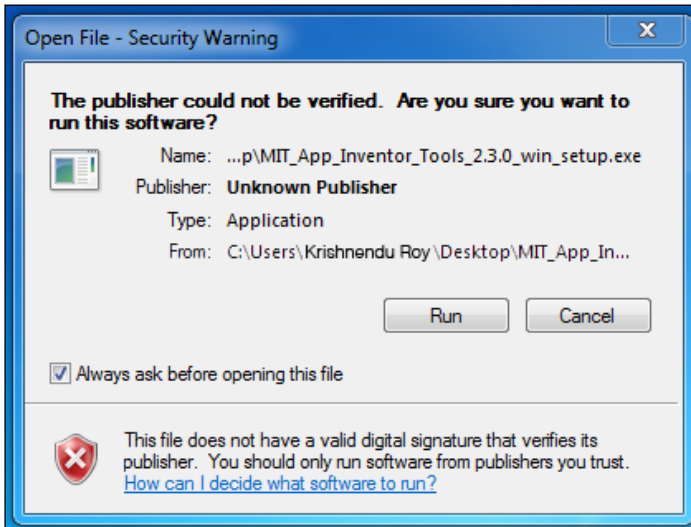 Open File - Security Warning
X
The publisher could not be verified. Are you sure you want to
run this software?
Name: ...p\MIT_App_Inventor_Tools_2.3.0_win_setup.exe
Publisher: Unknown Publisher
Type: Application
From: C:\Users\Krishnendu Roy\Desktop\MIT_App_In...
Run Cancel
Always ask before opening this file
This file does not have a valid digital signature that verifies its
publisher. You should only run software from publishers you trust.
How can I decide what software to run?